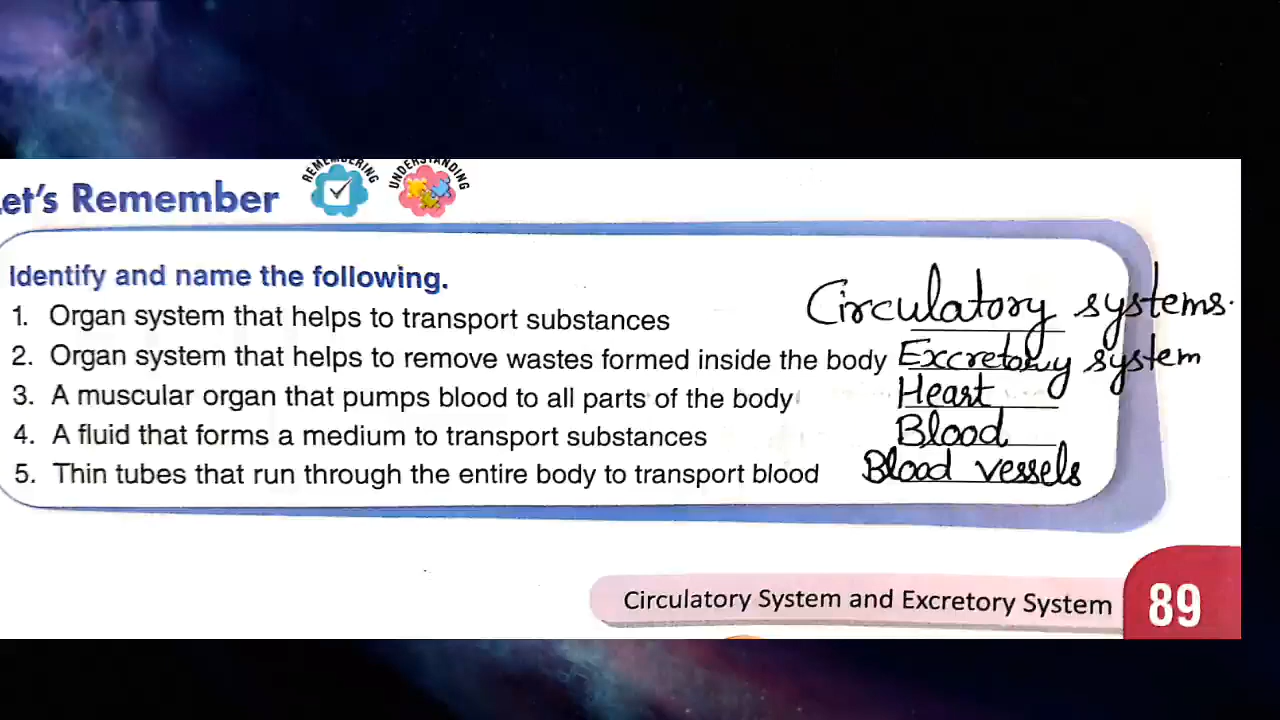 REMEMBERING
UNDERSTANDING
et's Remember
Identify and name the following.
1. Organ system that helps to transport substances Circulatory systems.
2. Organ system that helps to remove wastes formed inside the body Excretory system
3. A muscular organ that pumps blood to all parts of the body Heart
4. A fluid that forms a medium to transport substances Blood
5. Thin tubes that run through the entire body to transport blood Blood vessels
Circulatory System and Excretory System 89